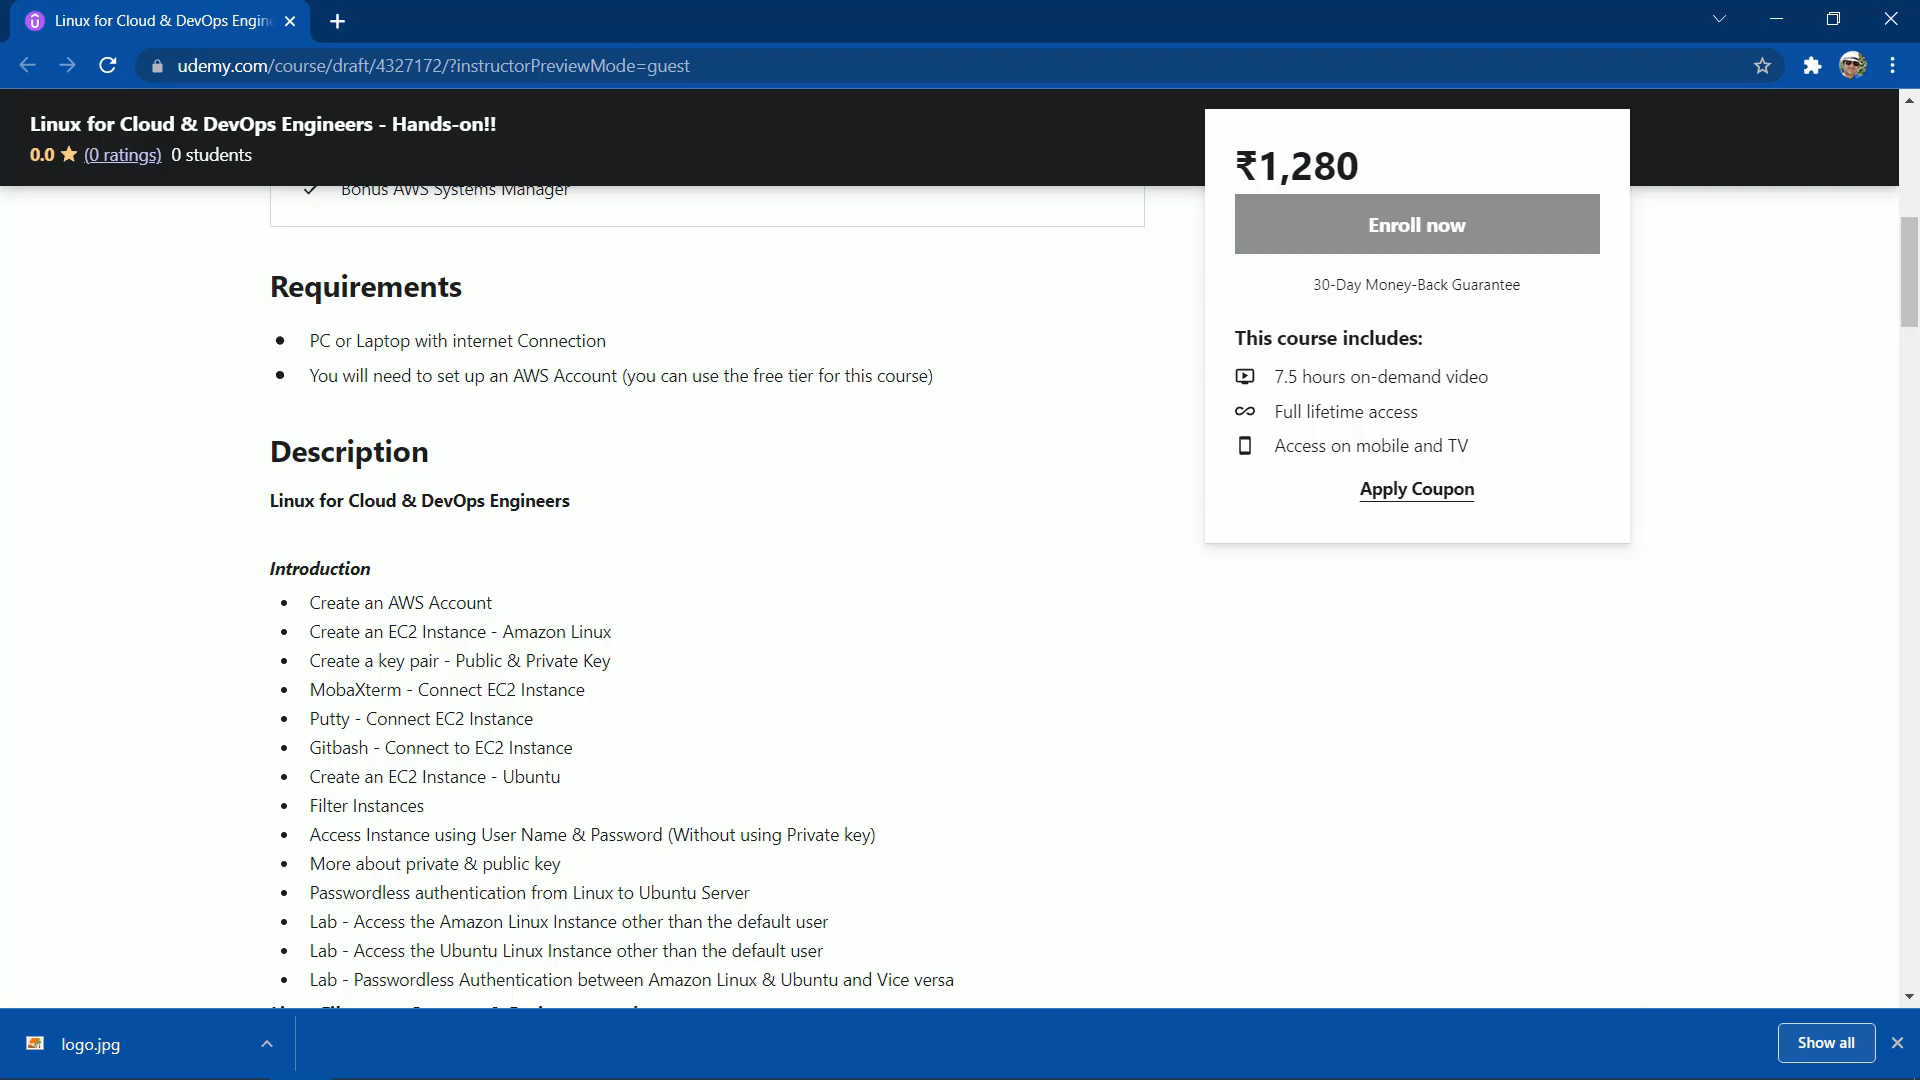 Linux for Cloud & DevOps Engin
udemy.com/course/draft/4327172/?instructorPreviewMode=guest
Linux for Cloud & DevOps Engineers - Hands-on!!
0.0 ★ (0 ratings) 0 students
Bonus AWS Systems Manager
Requirements
PC or Laptop with internet Connection
You will need to set up an AWS Account (you can use the free tier for this course)
Description
Linux for Cloud & DevOps Engineers
Introduction
Create an AWS Account
Create an EC2 Instance - Amazon Linux
Create a key pair - Public & Private Key
MobaXterm - Connect EC2 Instance
Putty - Connect EC2 Instance
Gitbash - Connect to EC2 Instance
Create an EC2 Instance - Ubuntu
Filter Instances
Access Instance using User Name & Password (Without using Private key)
More about private & public key
Passwordless authentication from Linux to Ubuntu Server
Lab - Access the Amazon Linux Instance other than the default user
Lab - Access the Ubuntu Linux Instance other than the default user
Lab - Passwordless Authentication between Amazon Linux & Ubuntu and Vice versa
₹1,280
Enroll now
30-Day Money-Back Guarantee
This course includes:
7.5 hours on-demand video
Full lifetime access
Access on mobile and TV
Apply Coupon
logo.jpg
Show all